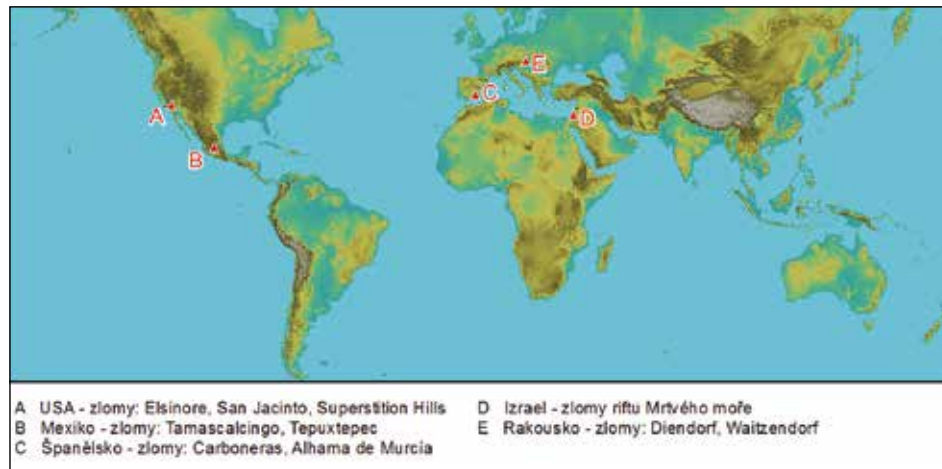 A
B
C
D
E
A USA - zlomy: Elsinore, San Jacinto, Superstition Hills
B Mexiko - zlomy: Tamascalcingo, Tepuxtepec
C Španělsko - zlomy: Carboneras, Alhama de Murcia
D Izrael - zlomy riftu Mrtvého moře
E Rakousko - zlomy: Diendorf, Waitzendorf